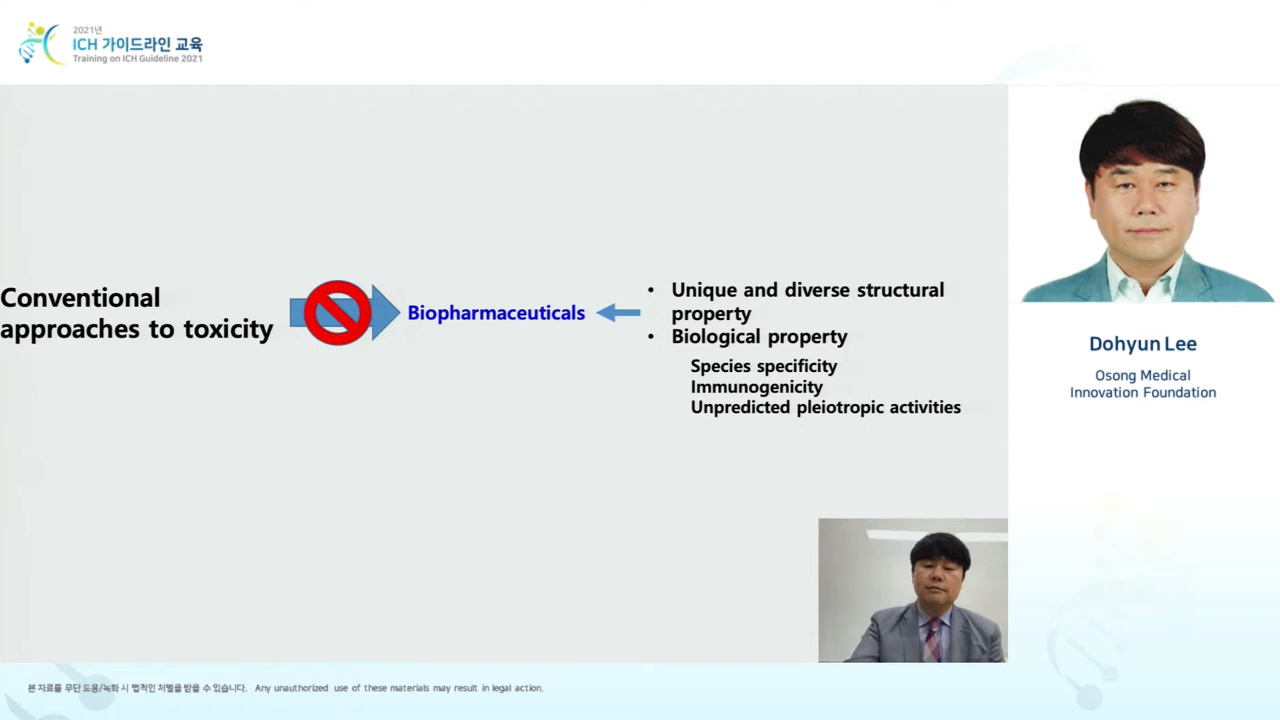 2021년
ICH 가이드라인 교육
Training on ICH Guideline 2021
Conventional
approaches to toxicity
Biopharmaceuticals
• Unique and diverse structural
property
• Biological property
Species specificity
Immunogenicity
Unpredicted pleiotropic activities
Dohyun Lee
Osong Medical
Innovation Foundation
본 자료를 무단 도용/녹화 시 법적인 처벌을 받을 수 있습니다. Any unauthorized use of these materials may result in legal action.